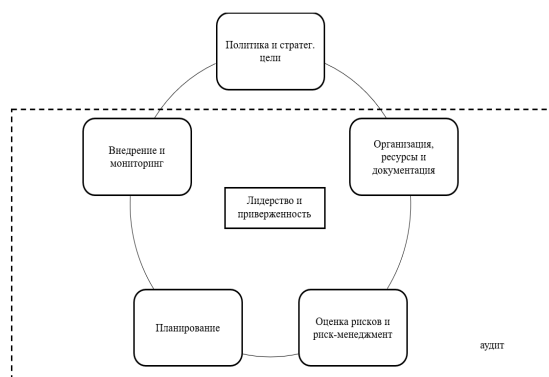 Политика и стратег.
цели
Внедрение и
мониторинг
Организация,
ресурсы и
документация
Лидерство и
приверженность
Планирование
Оценка рисков и
риск-менеджмент
аудит